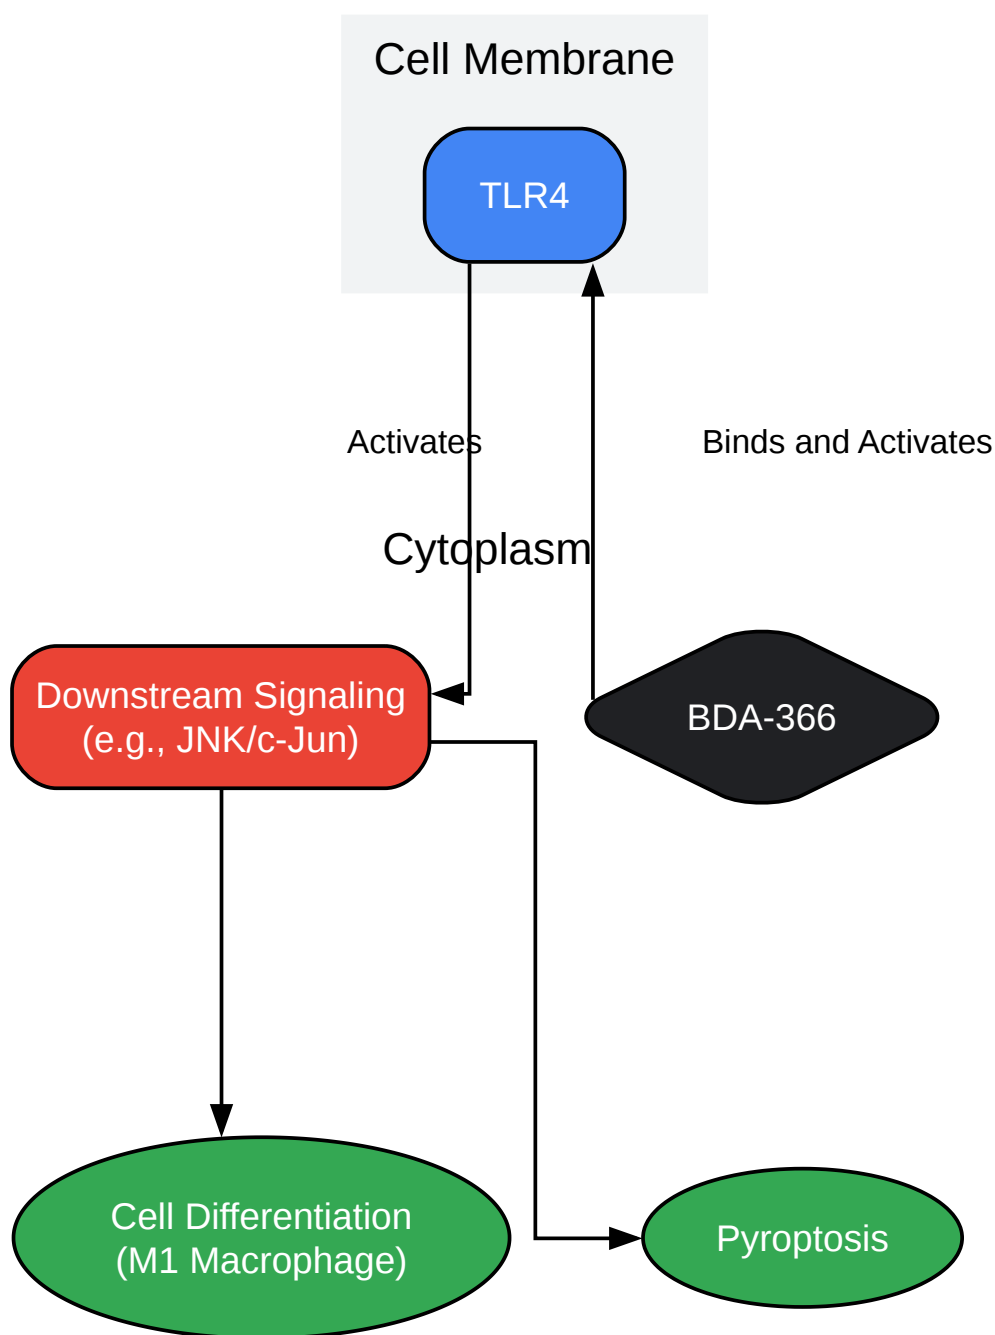 Cell Membrane
TLR4
Activates
Binds and Activates
Cytoplasm
Downstream Signaling
(e.g., JNK/c-Jun)
BDA-366
Cell Differentiation
(M1 Macrophage)
Pyroptosis